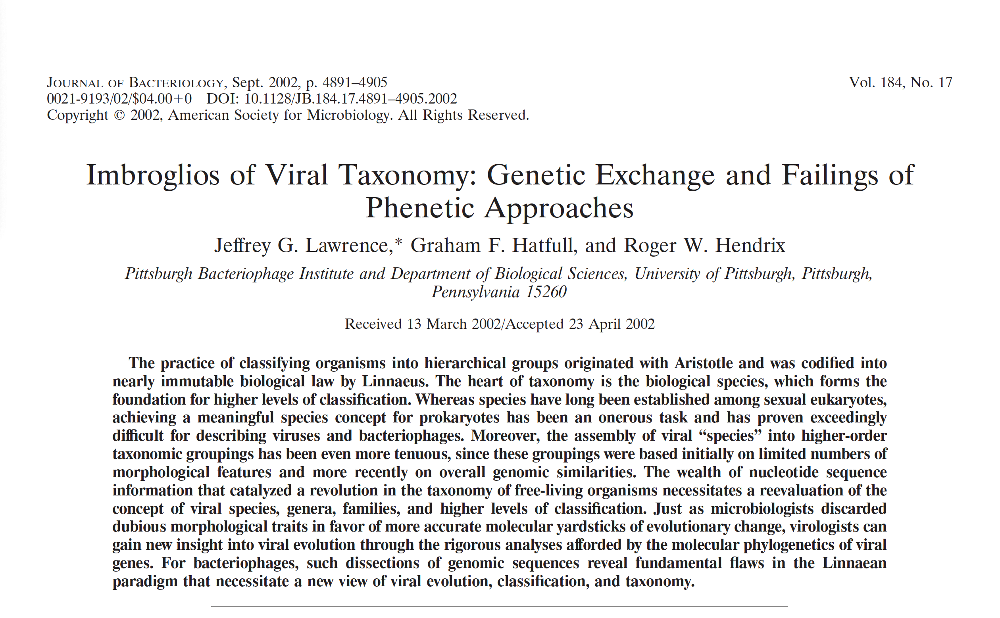 JOURNAL OF BACTERIOLOGY, Sept. 2002, p. 4891–4905
Vol. 184, No. 17
0021-9193/02/$04.00+0 DOI: 10.1128/JB.184.17.4891–4905.2002
Copyright © 2002, American Society for Microbiology. All Rights Reserved.
Imbroglios of Viral Taxonomy: Genetic Exchange and Failings of
Phenetic Approaches
Jeffrey G. Lawrence,* Graham F. Hatfull, and Roger W. Hendrix
Pittsburgh Bacteriophage Institute and Department of Biological Sciences, University of Pittsburgh, Pittsburgh,
Pennsylvania 15260
Received 13 March 2002/Accepted 23 April 2002
The practice of classifying organisms into hierarchical groups originated with Aristotle and was codified into
nearly immutable biological law by Linnaeus. The heart of taxonomy is the biological species, which forms the
foundation for higher levels of classification. Whereas species have long been established among sexual eukaryotes,
achieving a meaningful species concept for prokaryotes has been an onerous task and has proven exceedingly
difficult for describing viruses and bacteriophages. Moreover, the assembly of viral “species” into higher-order
taxonomic groupings has been even more tenuous, since these groupings were based initially on limited numbers of
morphological features and more recently on overall genomic similarities. The wealth of nucleotide sequence
information that catalyzed a revolution in the taxonomy of free-living organisms necessitates a reevaluation of the
concept of viral species, genera, families, and higher levels of classification. Just as microbiologists discarded
dubious morphological traits in favor of more accurate molecular yardsticks of evolutionary change, virologists can
gain new insight into viral evolution through the rigorous analyses afforded by the molecular phylogenetics of viral
genes. For bacteriophages, such dissections of genomic sequences reveal fundamental flaws in the Linnaean
paradigm that necessitate a new view of viral evolution, classification, and taxonomy.